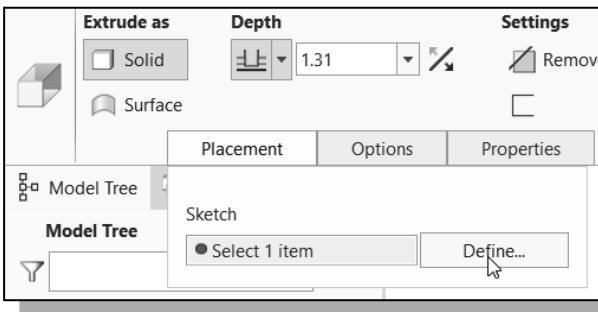 Extrude as Depth Settings
Solid 1.31
Surface
Placement Options Properties
Model Tree
Sketch
Model Tree
Select 1 item Define...